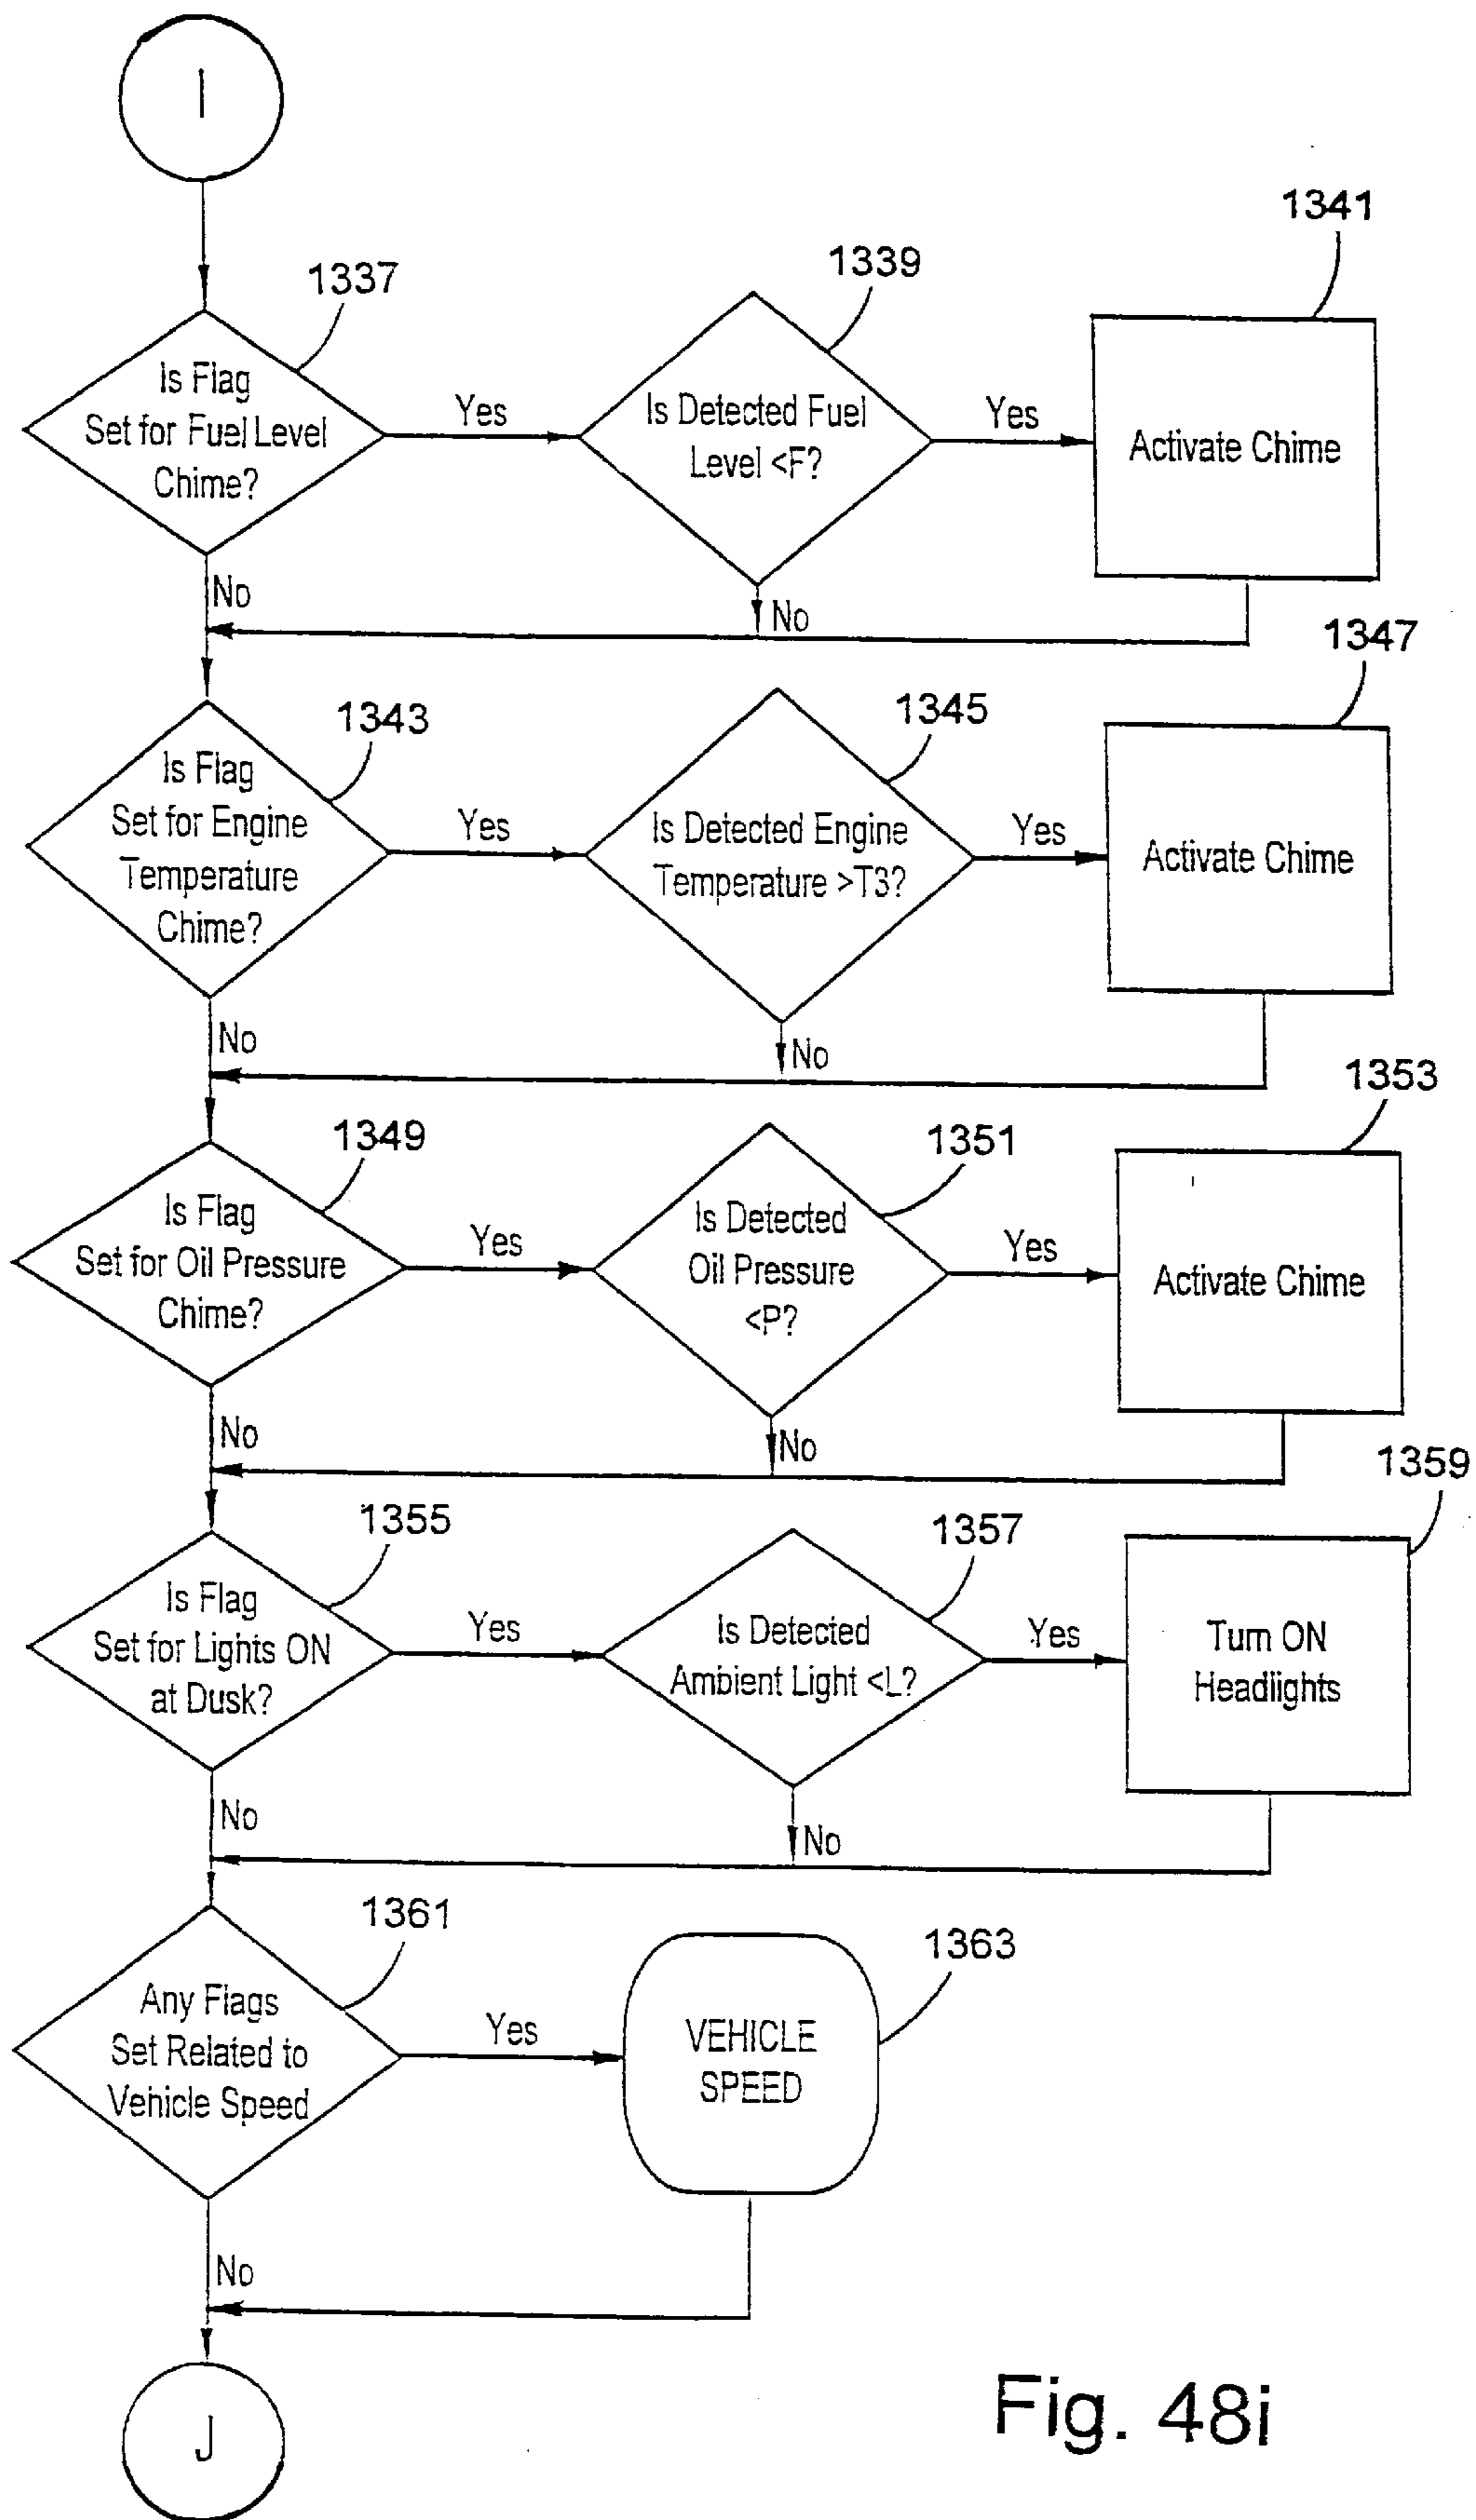 I
1337
1339
1341
Is Flag
Set for Fuel Level
Chime?
Yes
Is Detected Fuel
Level <F?
Yes
Activate Chime
No
No
1343
1345
1347
Is Flag
Set for Engine
Temperature
Chime?
Yes
Is Detected Engine
Temperature >T3?
Yes
Activate Chime
No
No
1349
1351
1353
Is Flag
Set for Oil Pressure
Chime?
Yes
Is Detected
Oil Pressure
<P?
Yes
Activate Chime
No
No
1355
1357
1359
Is Flag
Set for Lights ON
at Dusk?
Yes
Is Detected
Ambient Light <L?
Yes
Turn ON
Headlights
No
No
1361
1363
Any Flags
Set Related to
Vehicle Speed
Yes
VEHICLE
SPEED
No
J
Fig. 48i